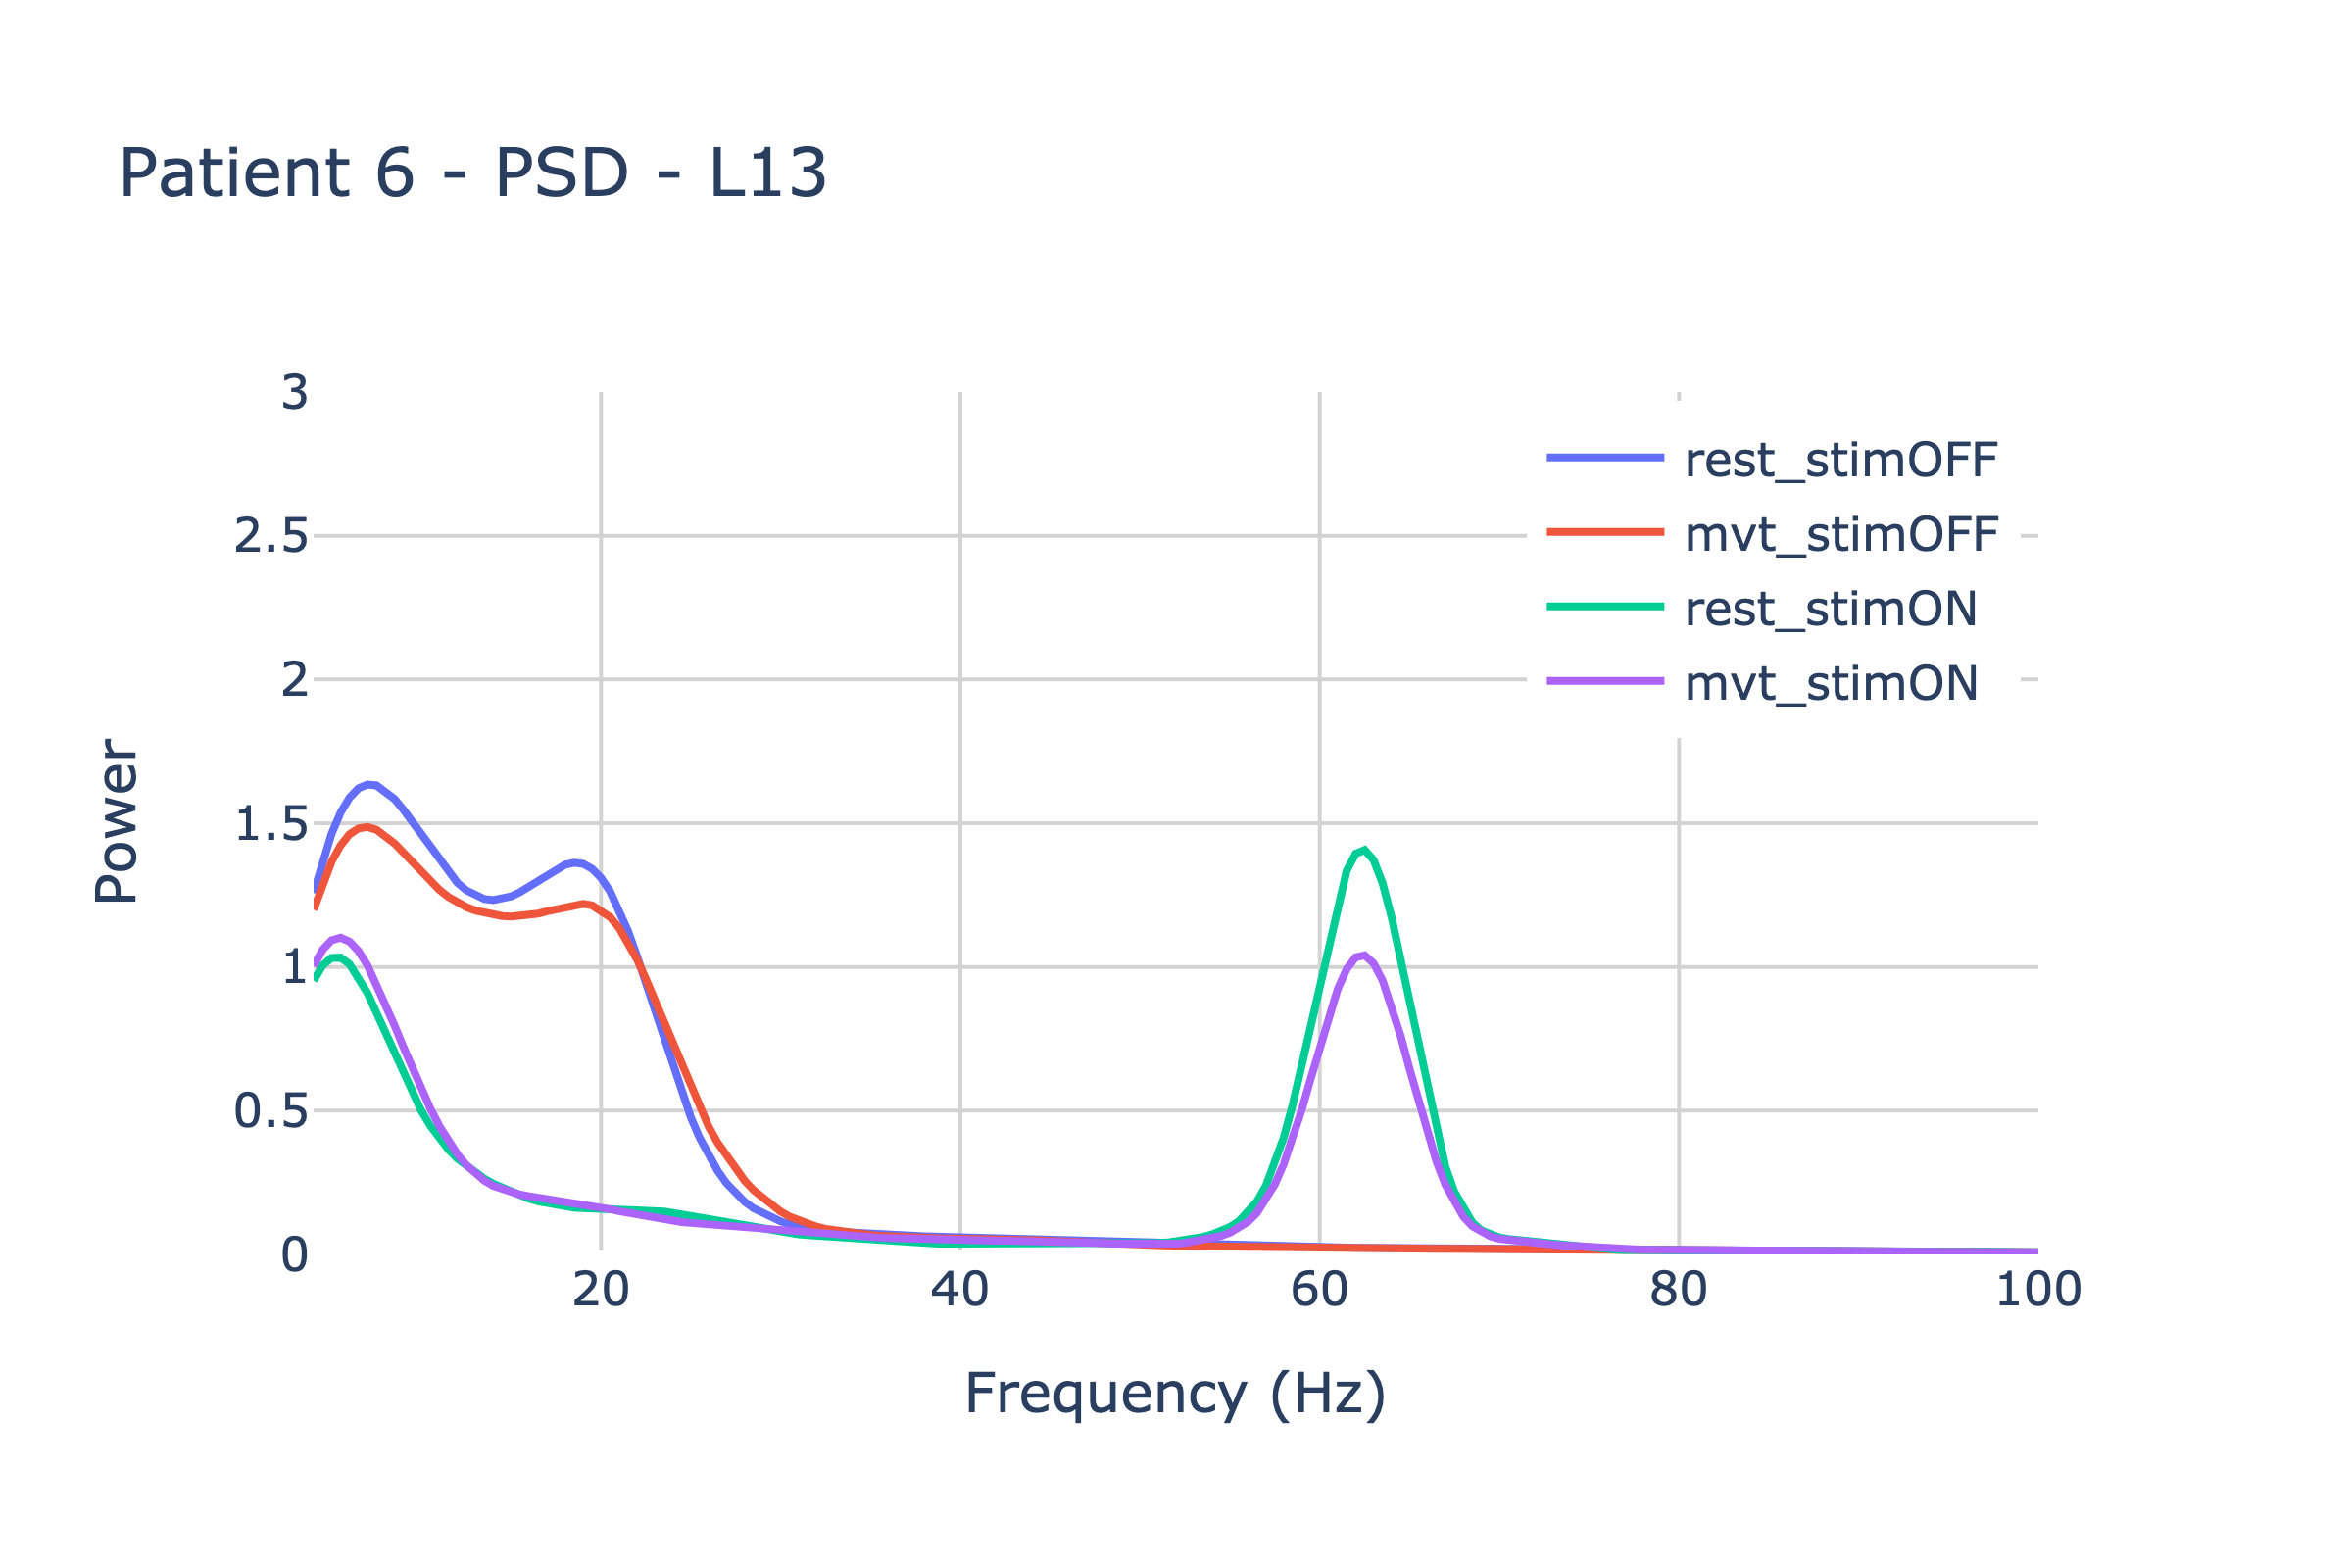 Patient 6 - PSD - L13
3
2.5
2
1.5
1
0.5
0
Power
rest_stimOFF
mvt_stimOFF
rest_stimON
mvt_stimON
20 40 60 80 100
Frequency (Hz)